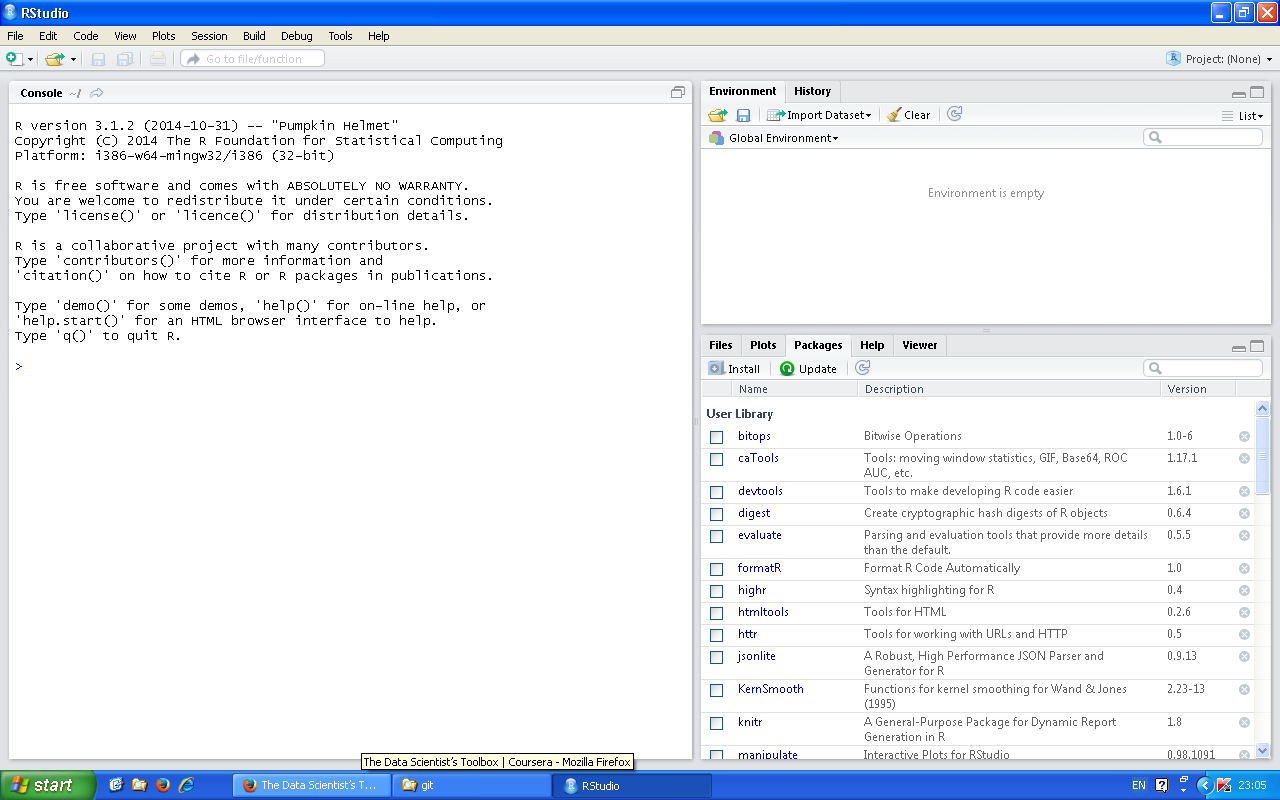 RStudio
File Edit Code View Plots Session Build Debug Tools Help
Go to file/function
Project: (None)
Console ~/
R version 3.1.2 (2014-10-31) -- "Pumpkin Helmet"
Copyright (C) 2014 The R Foundation for Statistical Computing
Platform: i386-w64-mingw32/i386 (32-bit)
R is free software and comes with ABSOLUTELY NO WARRANTY.
You are welcome to redistribute it under certain conditions.
Type 'license()' or 'licence()' for distribution details.
R is a collaborative project with many contributors.
Type 'contributors()' for more information and
'citation()' on how to cite R or R packages in publications.
Type 'demo()' for some demos, 'help()' for on-line help, or
'help.start()' for an HTML browser interface to help.
Type 'q()' to quit R.
>
Environment History
Import Dataset Clear List
Global Environment
Environment is empty
Files Plots Packages Help Viewer
Install Update
Name Description Version
User Library
bitops Bitwise Operations 1.0-6
caTools Tools: moving window statistics, GIF, Base64, ROC 1.17.1
AUC, etc.
devtools Tools to make developing R code easier 1.6.1
digest Create cryptographic hash digests of R objects 0.6.4
evaluate Parsing and evaluation tools that provide more details 0.5.5
than the default.
formatR Format R Code Automatically 1.0
highr Syntax highlighting for R 0.4
htmltools Tools for HTML 0.2.6
httr Tools for working with URLs and HTTP 0.5
jsonlite A Robust, High Performance JSON Parser and 0.9.13
Generator for R
KernSmooth Functions for kernel smoothing for Wand & Jones 2.23-13
(1995)
knitr A General-Purpose Package for Dynamic Report 1.8
Generation in R
manipulate Interactive Plots for RStudio 0.98.1091
The Data Scientist's Toolbox | Coursera - Mozilla Firefox
start The Data Scientist's T... git RStudio EN 23:05